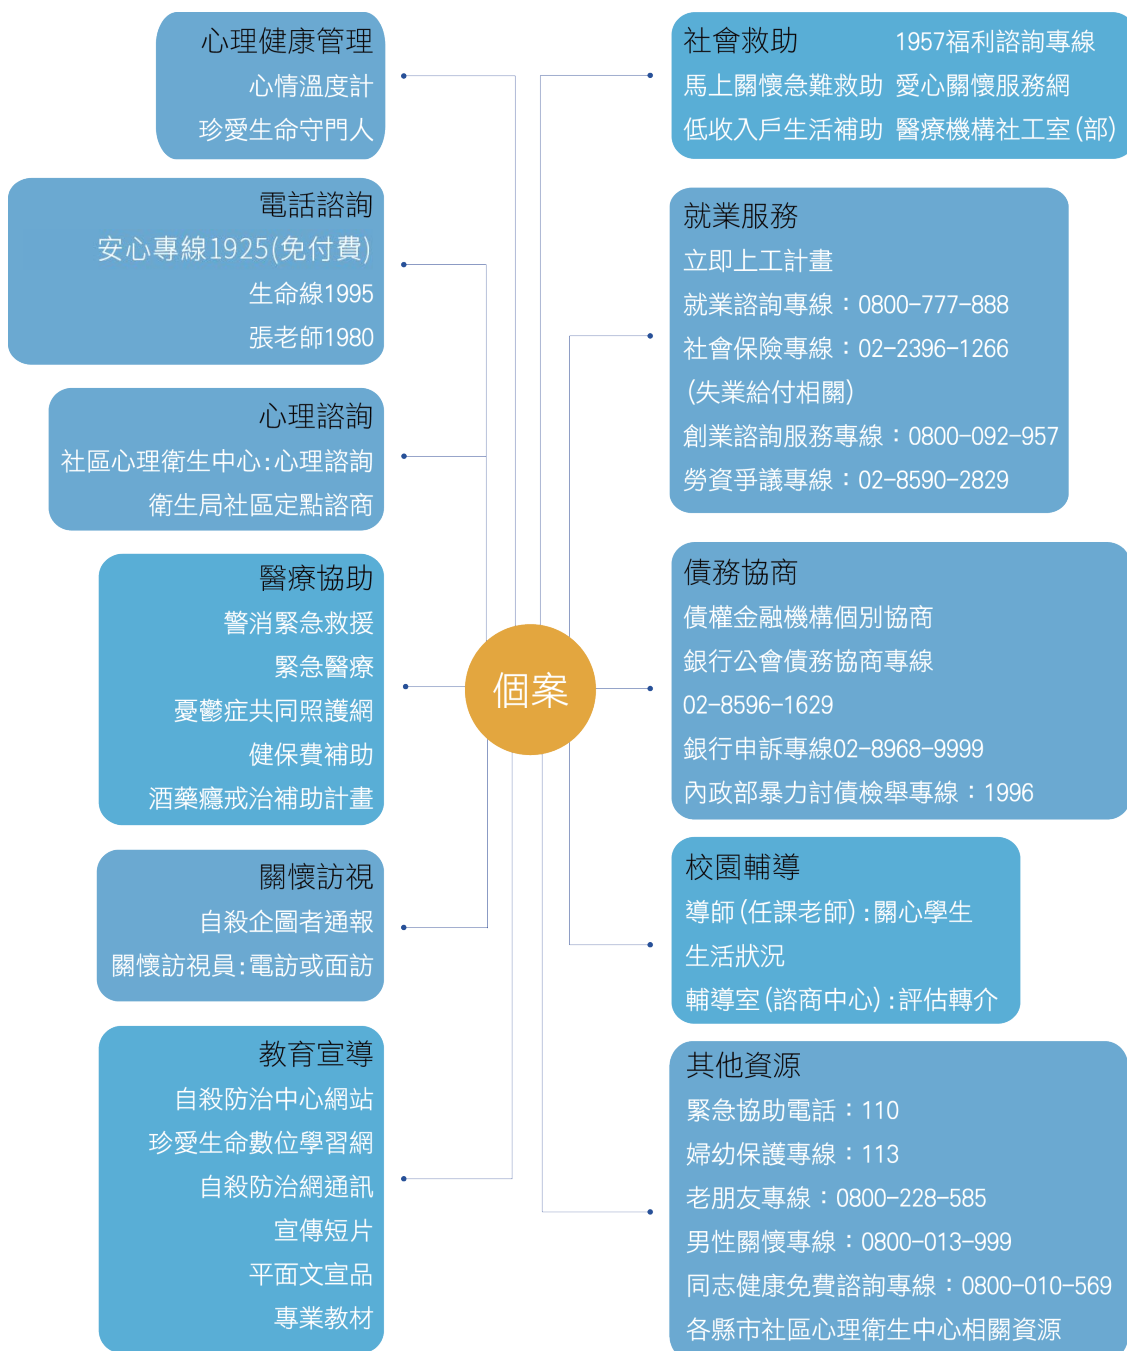 心理健康管理
心情溫度計
珍愛生命守門人
電話諮詢
安心專線1925(免付費)
生命線1995
張老師1980
心理諮詢
社區心理衛生中心:心理諮詢
衛生局社區定點諮商
醫療協助
警消緊急救援
緊急醫療
憂鬱症共同照護網
健保費補助
酒藥癮戒治補助計畫
關懷訪視
自殺企圖者通報
關懷訪視員:電訪或面訪
教育宣導
自殺防治中心網站
珍愛生命數位學習網
自殺防治網通訊
宣傳短片
平面文宣品
專業教材
個案
社會救助 1957福利諮詢專線
馬上關懷急難救助 愛心關懷服務網
低收入戶生活補助 醫療機構社工室(部)
就業服務
立即上工計畫
就業諮詢專線：0800-777-888
社會保險專線：02-2396-1266
(失業給付相關)
創業諮詢服務專線：0800-092-957
勞資爭議專線：02-8590-2829
債務協商
債權金融機構個別協商
銀行公會債務協商專線
02-8596-1629
銀行申訴專線02-8968-9999
內政部暴力討債檢舉專線：1996
校園輔導
導師(任課老師):關心學生
生活狀況
輔導室(諮商中心):評估轉介
其他資源
緊急協助電話：110
婦幼保護專線：113
老朋友專線：0800-228-585
男性關懷專線：0800-013-999
同志健康免費諮詢專線：0800-010-569
各縣市社區心理衛生中心相關資源